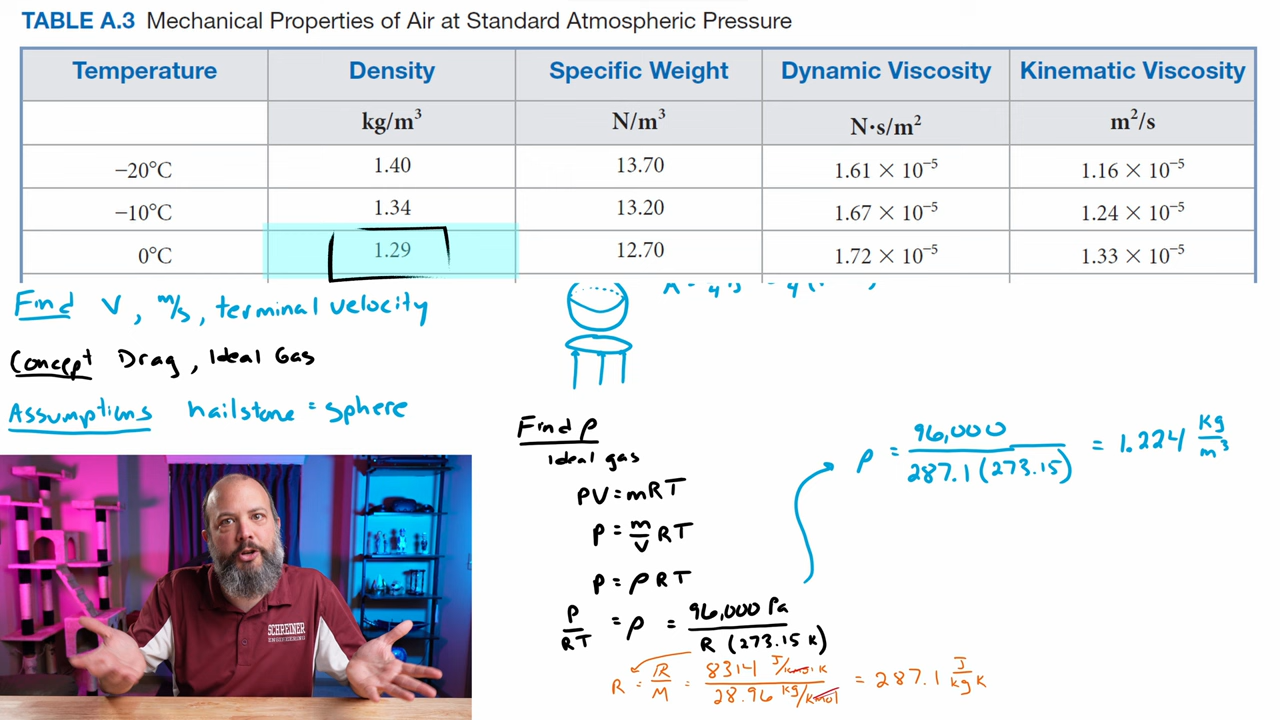 TABLE A.3 Mechanical Properties of Air at Standard Atmospheric Pressure
Temperature Density Specific Weight Dynamic Viscosity Kinematic Viscosity
kg/m³ N/m³ N·s/m² m²/s
−20°C 1.40 13.70 1.61 × 10⁻⁵ 1.16 × 10⁻⁵
−10°C 1.34 13.20 1.67 × 10⁻⁵ 1.24 × 10⁻⁵
0°C 1.29 12.70 1.72 × 10⁻⁵ 1.33 × 10⁻⁵
Find V, m/s, terminal velocity
Concept Drag, Ideal Gas
Assumptions hailstone = sphere
Find ρ
Ideal gas
PV = mRT
P = m/V RT
P = ρ RT
P/RT = ρ = 96,000 Pa / R (273.15 K)
R = R̅/M = 8314 J/kmol K / 28.96 kg/kmol = 287.1 J/kg K
ρ = 96,000 / 287.1 (273.15) = 1.224 kg/m³
SCHREINER
ENGINEERING